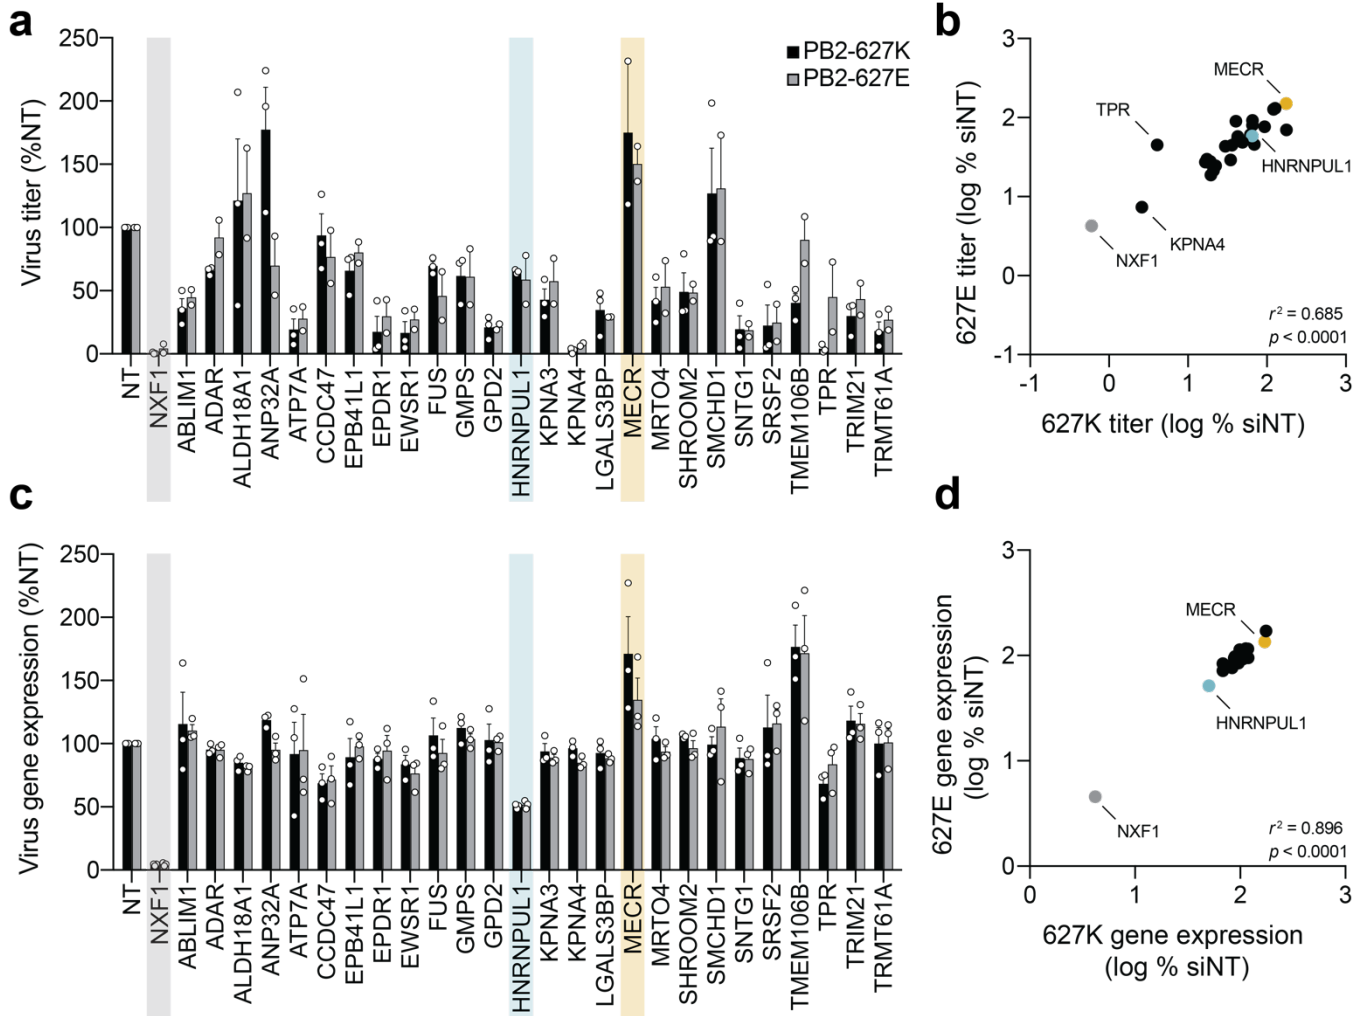 a
250
200
150
100
50
0
Virus titer (%NT)
PB2-627K
PB2-627E
NT
NXF1
ABLIM1
ADAR
ALDH18A1
ANP32A
ATP7A
CCDC47
EPB41L1
EPDR1
EWSR1
FUS
GMPS
GPD2
HNRNPUL1
KPNA3
KPNA4
LGALS3BP
MECR
MRTO4
SHROOM2
SMCHD1
SNTG1
SRSF2
TMEM106B
TPR
TRIM21
TRMT61A
b
3
2
1
0
-1
627E titer (log % siNT)
MECR
TPR
HNRNPUL1
KPNA4
NXF1
r² = 0.685
p < 0.0001
-1
0
1
2
3
627K titer (log % siNT)
c
250
200
150
100
50
0
Virus gene expression (%NT)
NT
NXF1
ABLIM1
ADAR
ALDH18A1
ANP32A
ATP7A
CCDC47
EPB41L1
EPDR1
EWSR1
FUS
GMPS
GPD2
HNRNPUL1
KPNA3
KPNA4
LGALS3BP
MECR
MRTO4
SHROOM2
SMCHD1
SNTG1
SRSF2
TMEM106B
TPR
TRIM21
TRMT61A
d
3
2
1
0
627E gene expression
(log % siNT)
MECR
HNRNPUL1
NXF1
r² = 0.896
p < 0.0001
0
1
2
3
627K gene expression
(log % siNT)